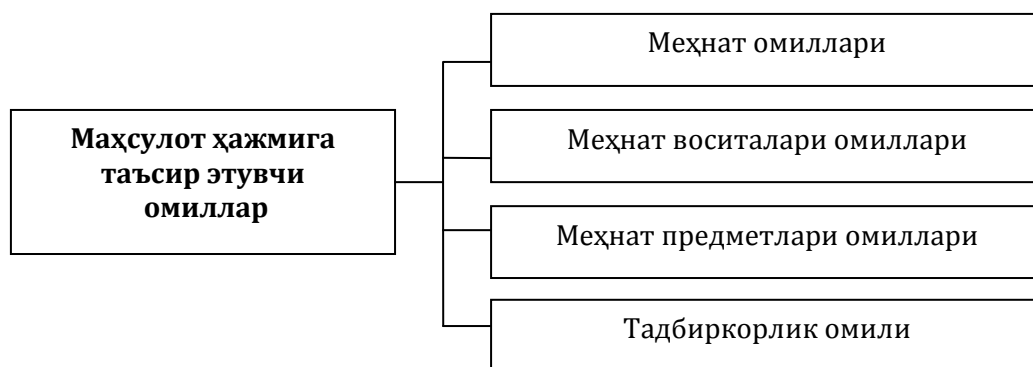 Меҳнат омиллари
Маҳсулот ҳажмига
таъсир этувчи
омиллар
Меҳнат воситалари омиллари
Меҳнат предметлари омиллари
Тадбиркорлик омили